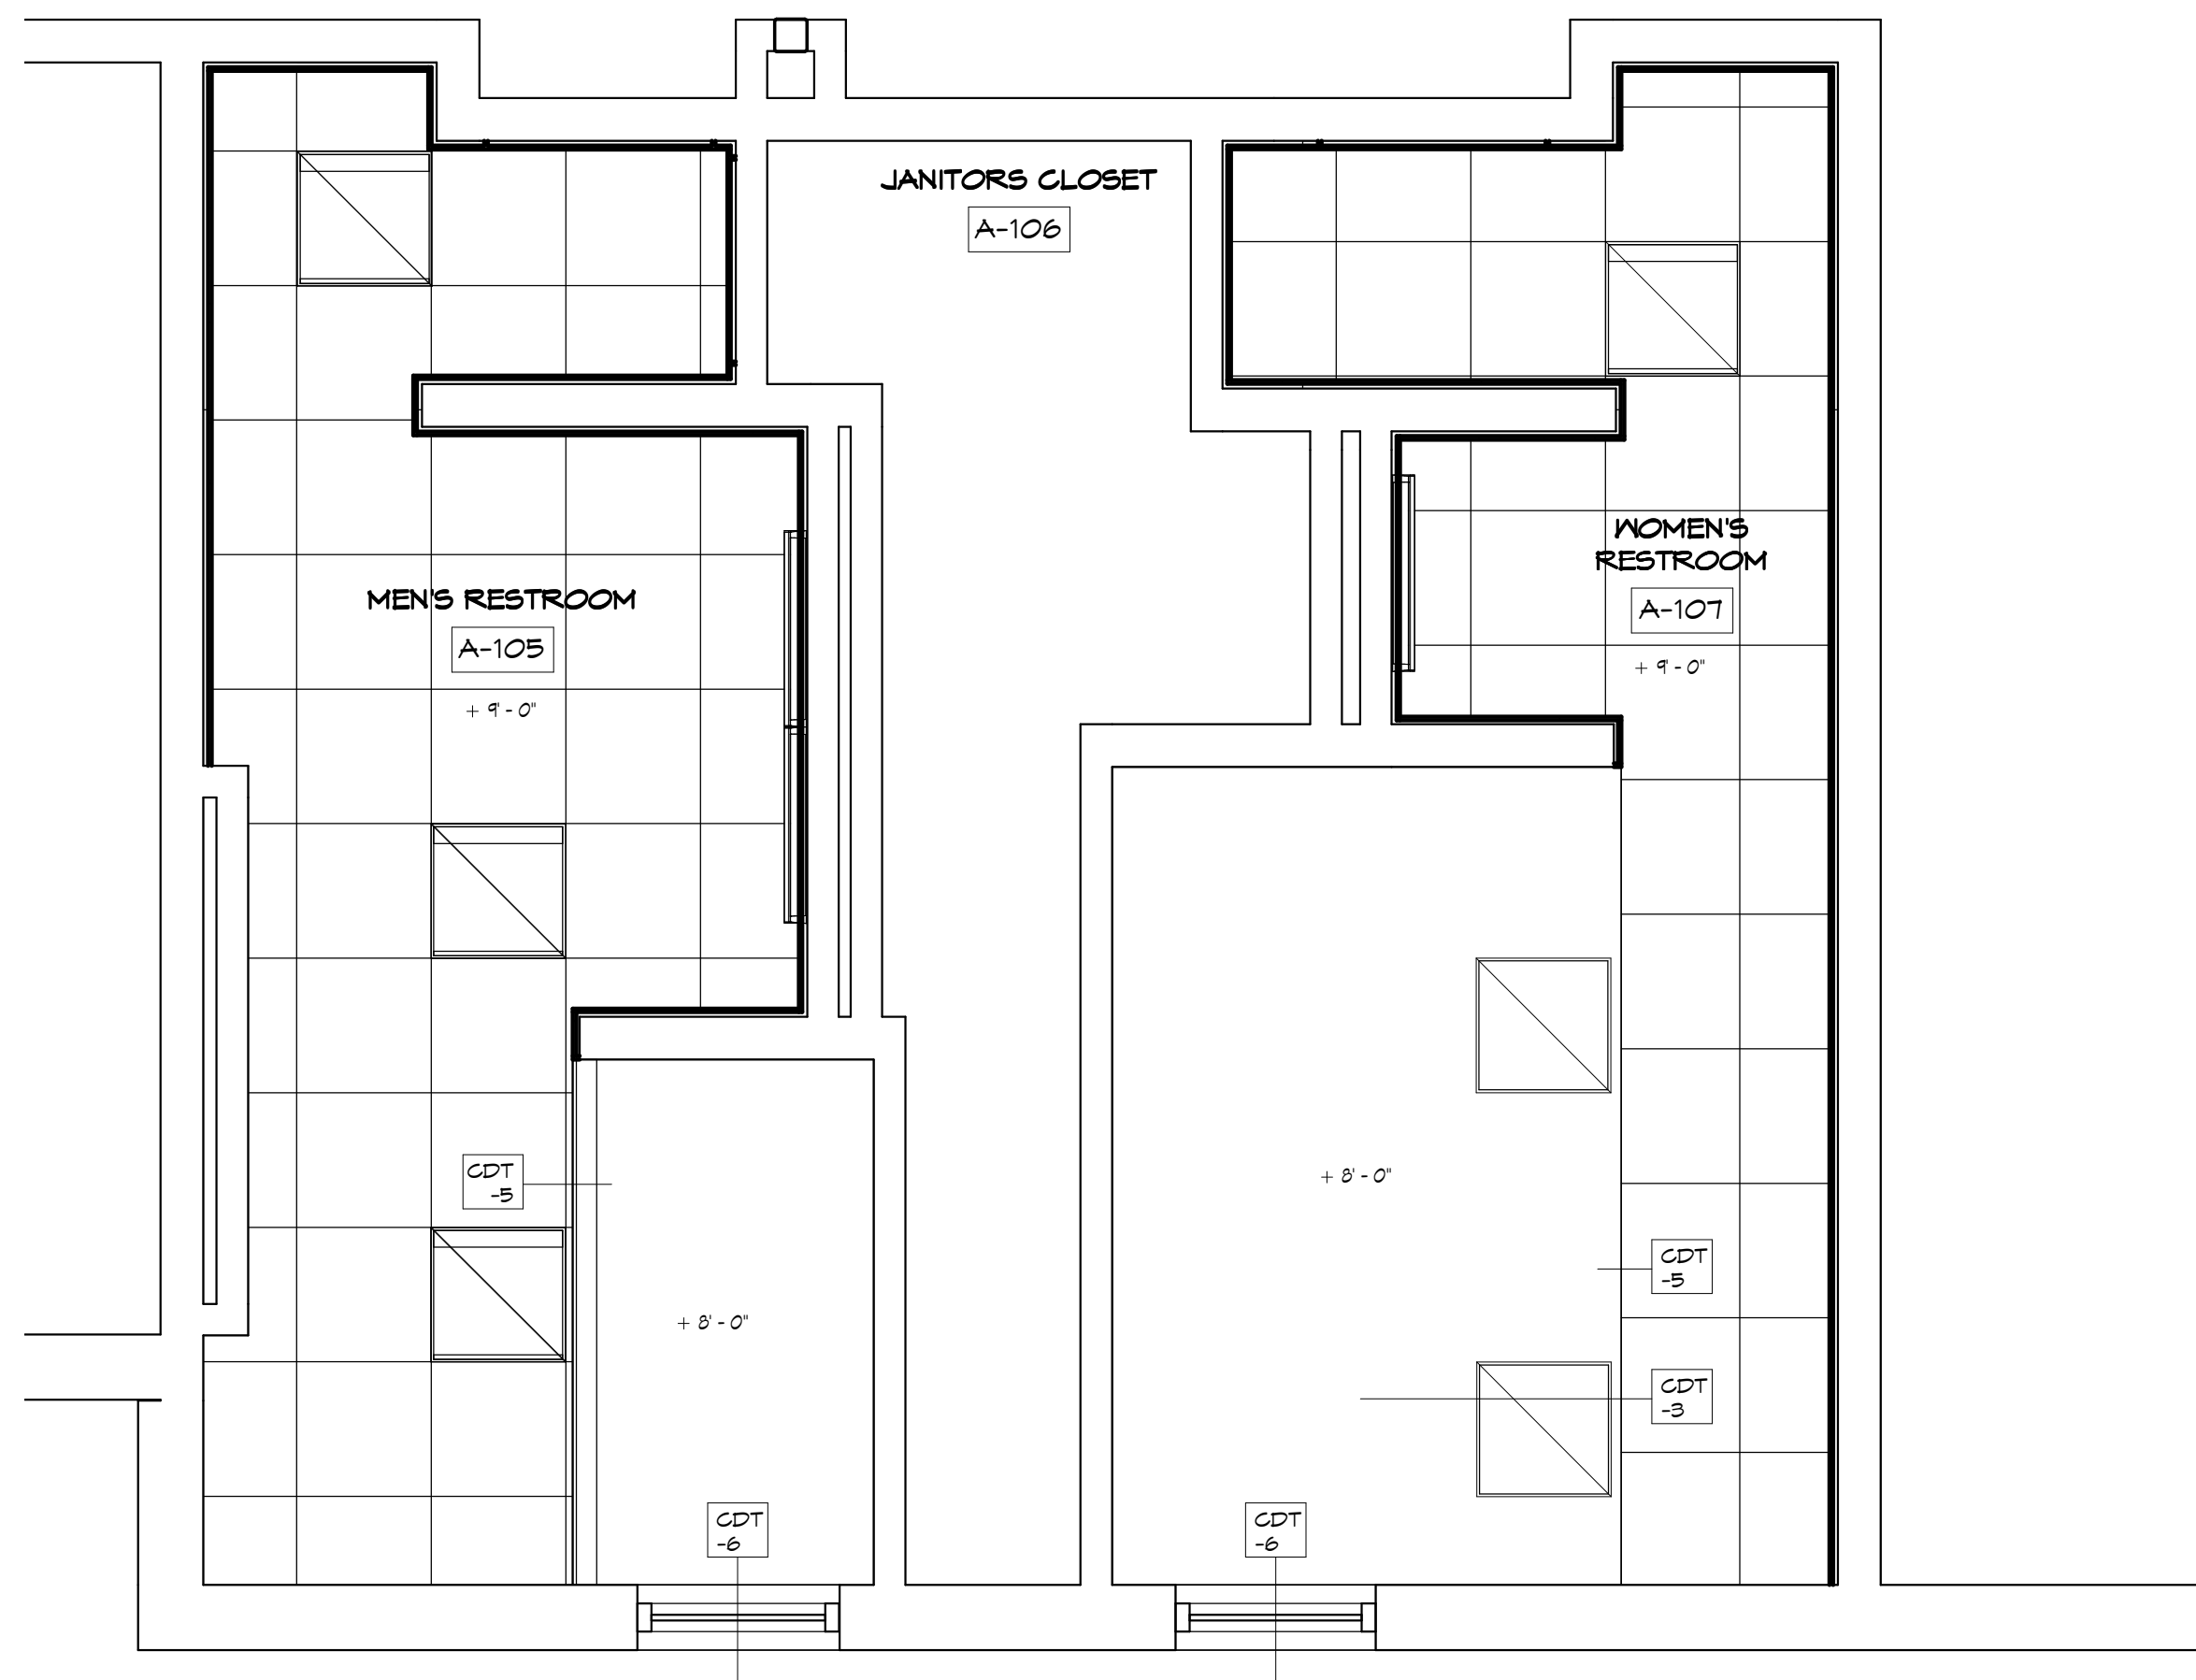 JANITORS CLOSET
A-106
WOMEN'S
RESTROOM
A-107
+ 9'-0"
MEN'S RESTROOM
A-105
+ 9'-0"
CDT
-5
+ 8'-0"
CDT
-5
+ 8'-0"
CDT
-3
CDT
-6
CDT
-6